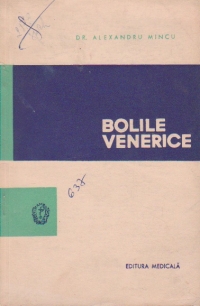 DR. ALEXANDRU MINCU
BOLILE
VENERICE
637
EDITURA MEDICALĂ